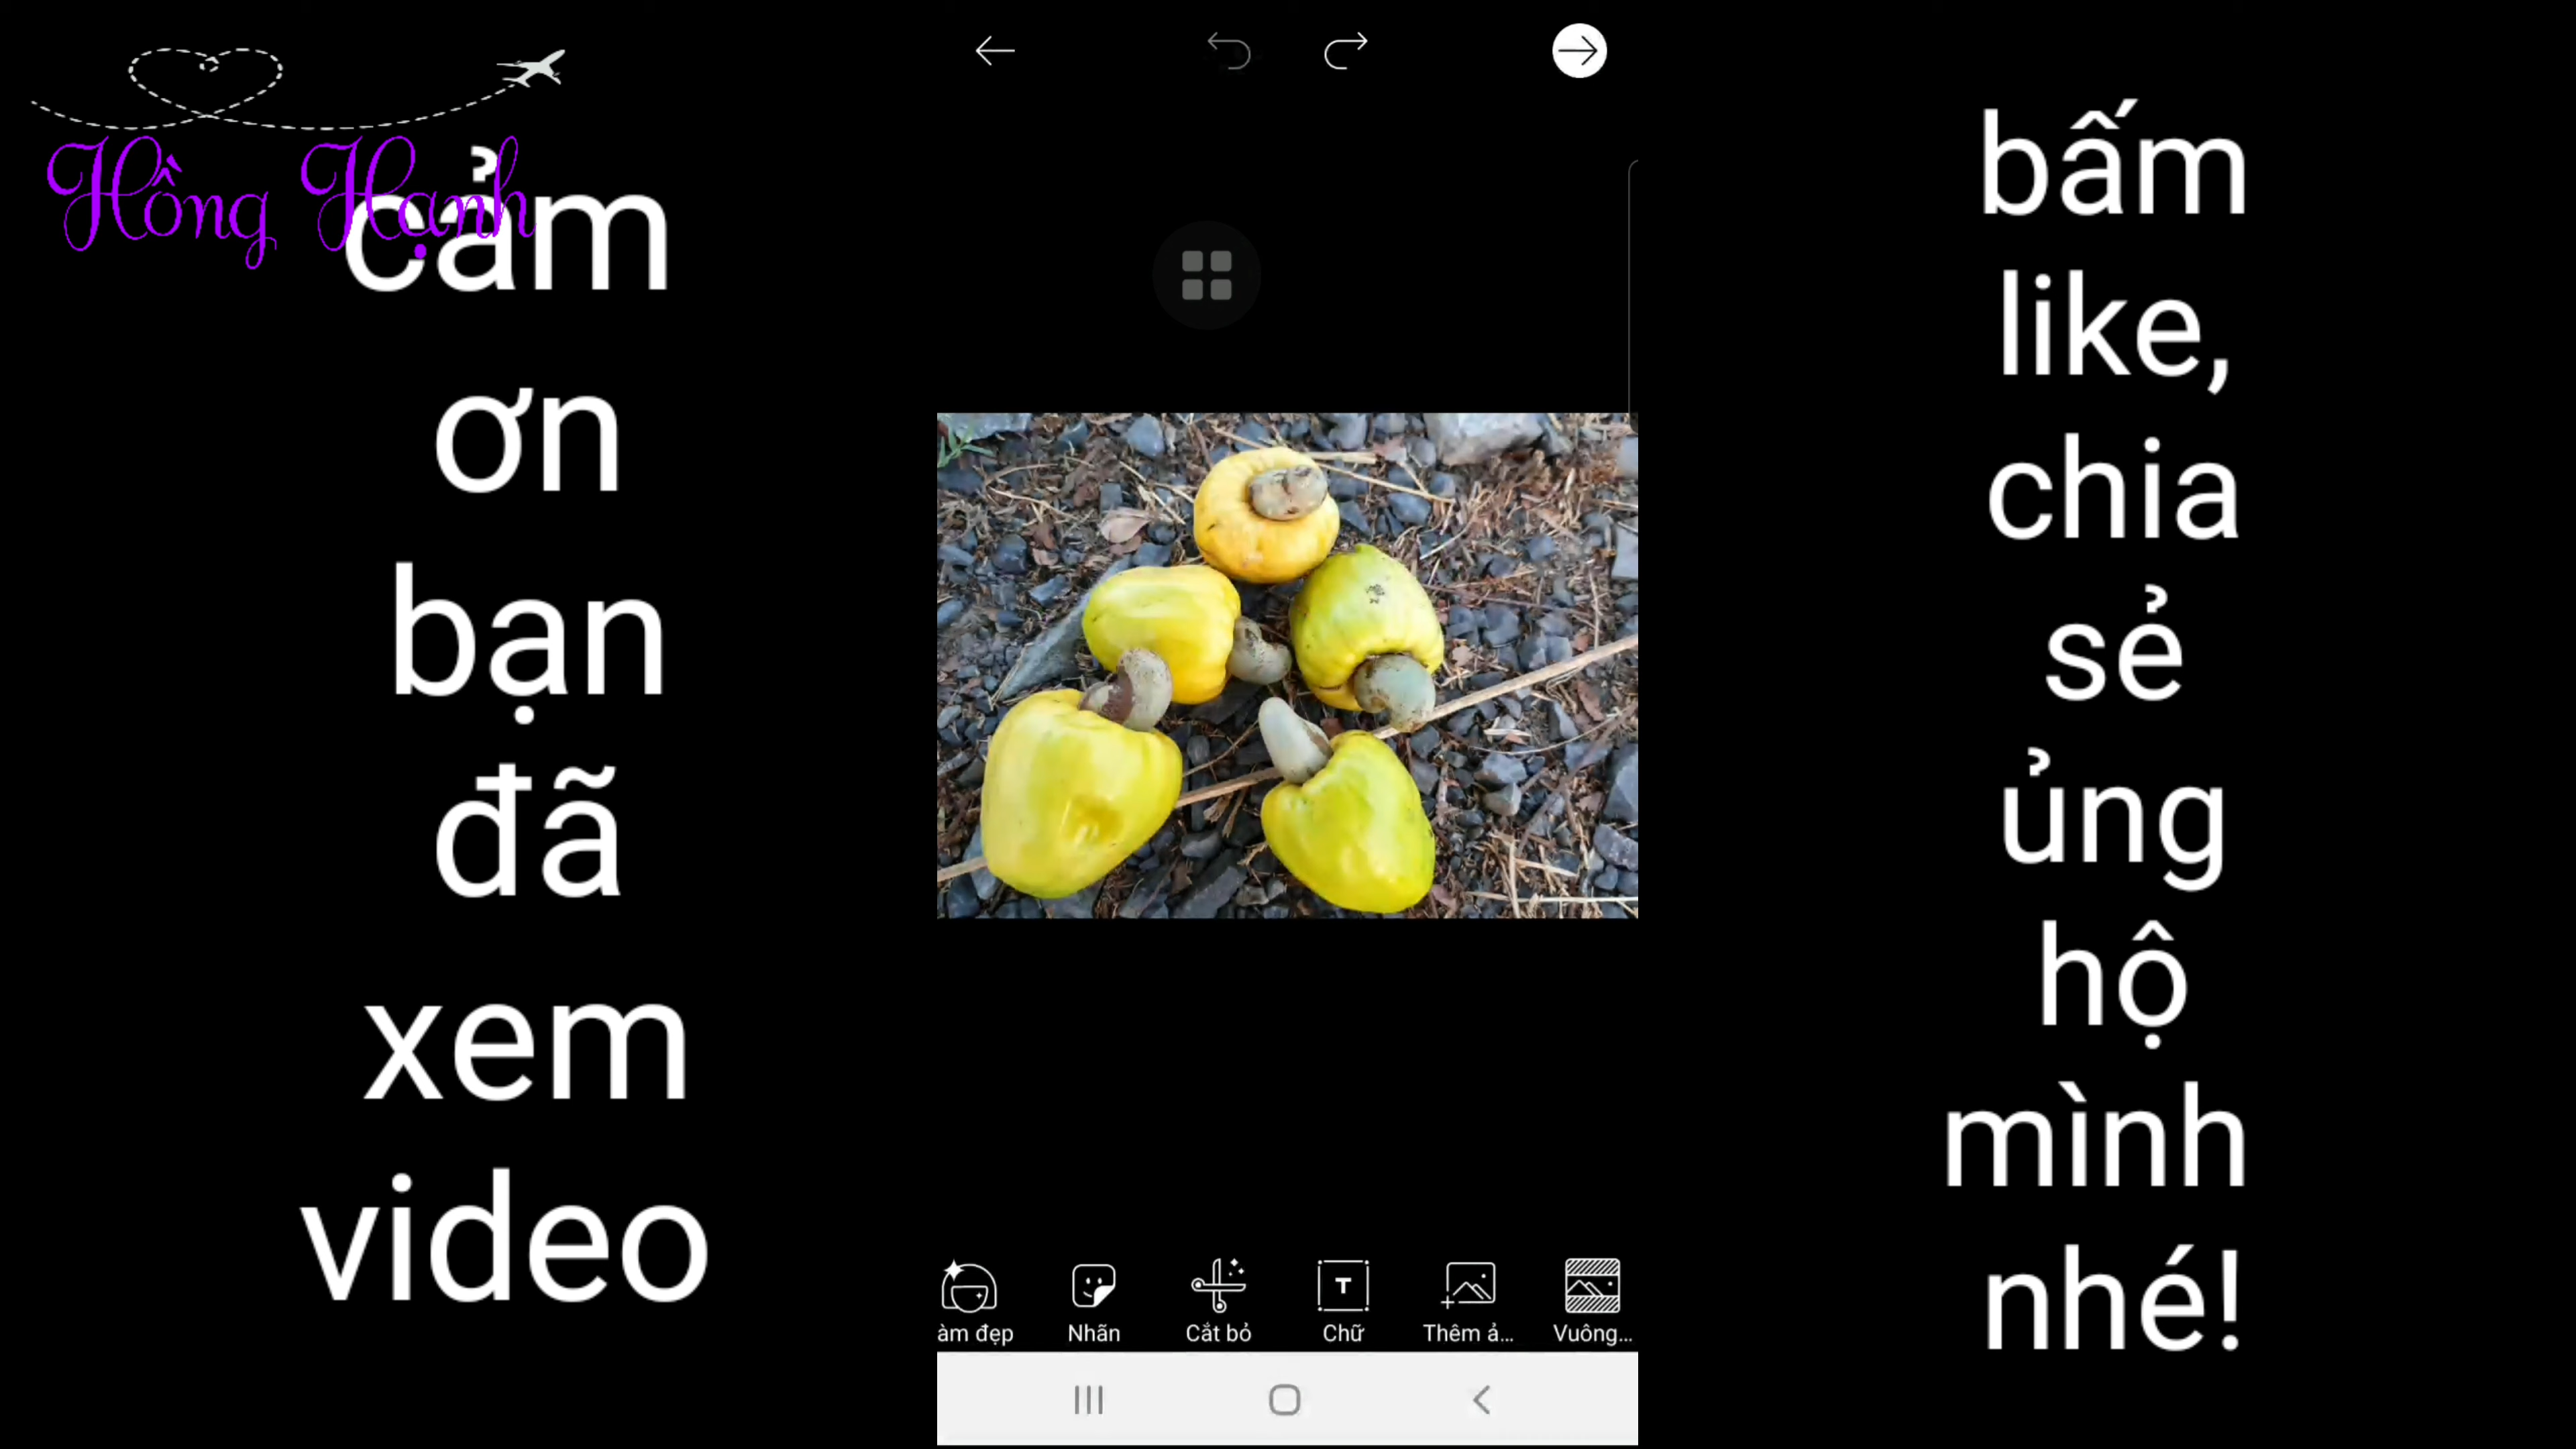 Hồng Hạnh
cảm
ơn
bạn
đã
xem
video
àm đẹp
Nhãn
Cắt bỏ
Chữ
Thêm ả...
Vuông...
bấm
like,
chia
sẻ
ủng
hộ
mình
nhé!